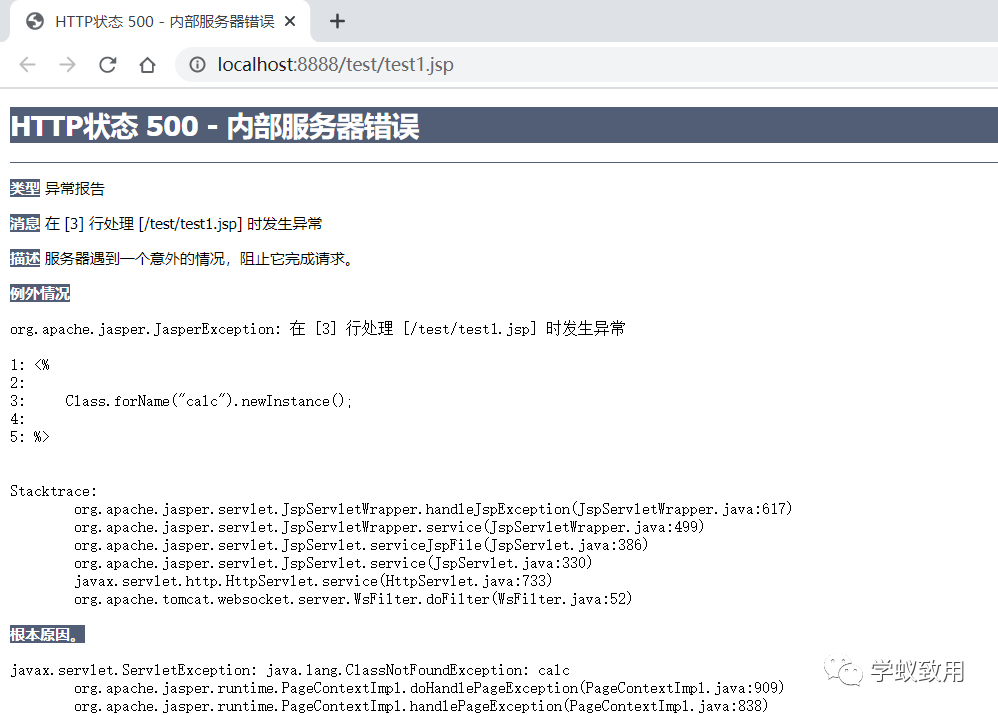 HTTP状态 500 - 内部服务器错误
localhost:8888/test/test1.jsp
HTTP状态 500 - 内部服务器错误
类型 异常报告
消息 在 [3] 行处理 [/test/test1.jsp] 时发生异常
描述 服务器遇到一个意外的情况，阻止它完成请求。
例外情况
org.apache.jasper.JasperException: 在 [3] 行处理 [/test/test1.jsp] 时发生异常
1: <%
2:
3:     Class.forName("calc").newInstance();
4:
5: %>
Stacktrace:
	org.apache.jasper.servlet.JspServletWrapper.handleJspException(JspServletWrapper.java:617)
	org.apache.jasper.servlet.JspServletWrapper.service(JspServletWrapper.java:499)
	org.apache.jasper.servlet.JspServlet.serviceJspFile(JspServlet.java:386)
	org.apache.jasper.servlet.JspServlet.service(JspServlet.java:330)
	javax.servlet.http.HttpServlet.service(HttpServlet.java:733)
	org.apache.tomcat.websocket.server.WsFilter.doFilter(WsFilter.java:52)
根本原因。
javax.servlet.ServletException: java.lang.ClassNotFoundException: calc
	org.apache.jasper.runtime.PageContextImpl.doHandlePageException(PageContextImpl.java:909)
	org.apache.jasper.runtime.PageContextImpl.handlePageException(PageContextImpl.java:838)
学蚁致用